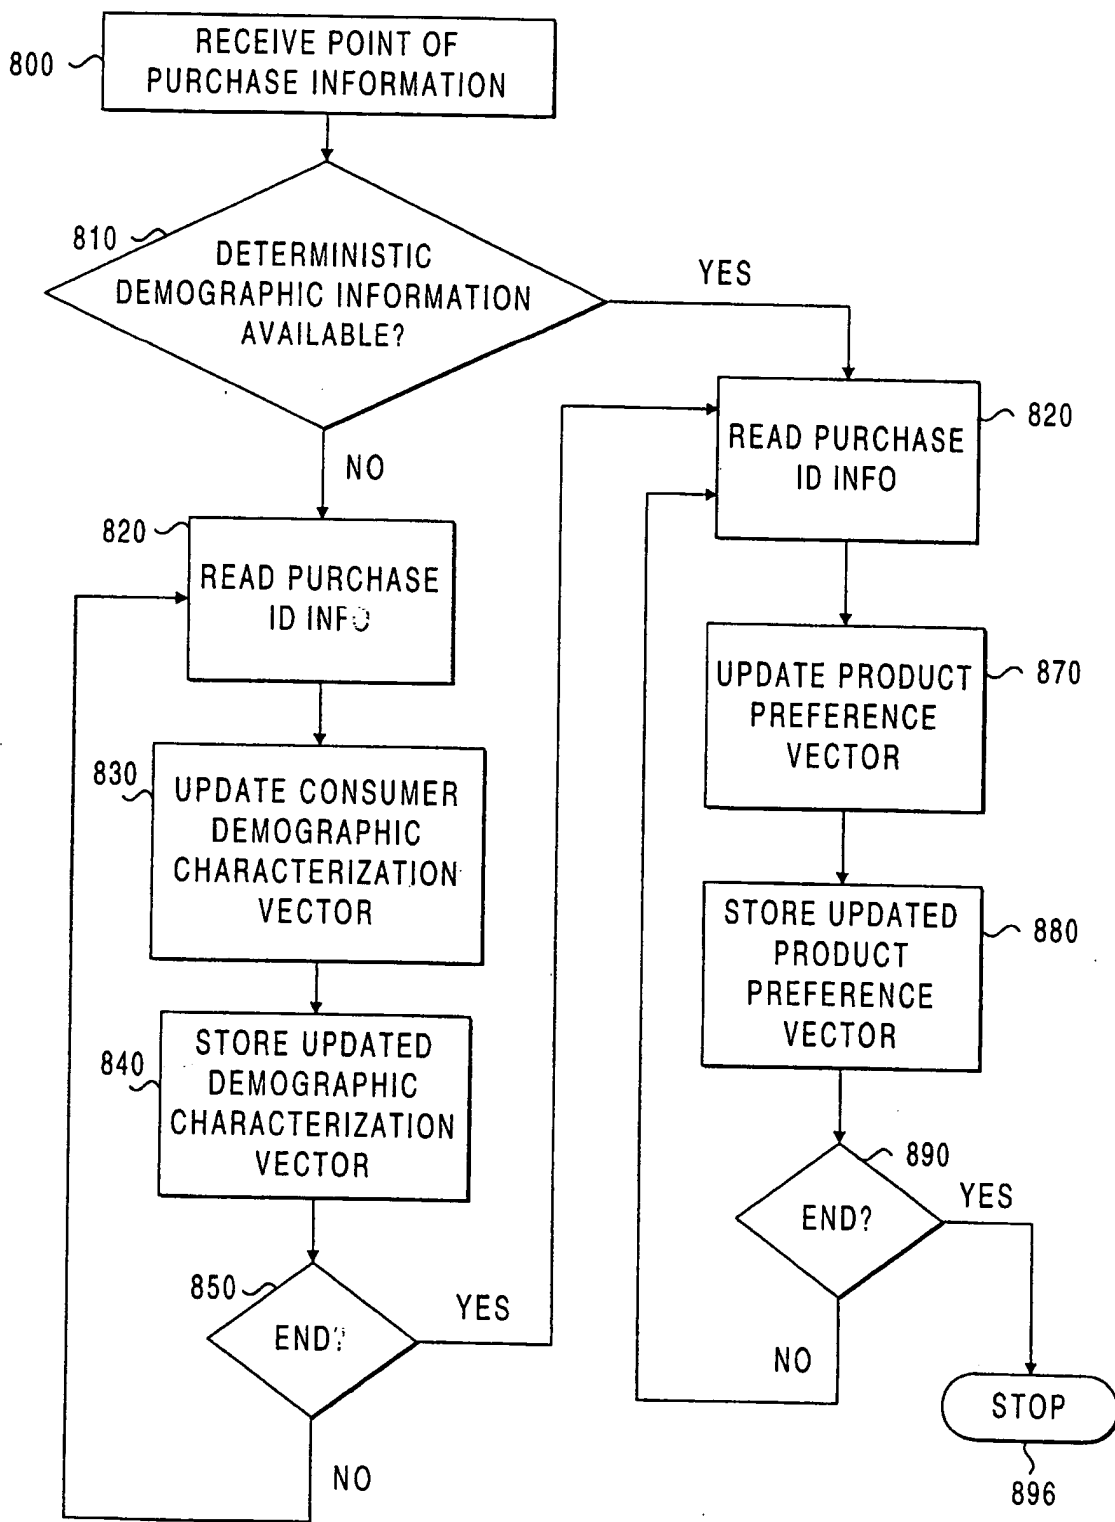 RECEIVE POINT OF
PURCHASE INFORMATION
800
810
DETERMINISTIC
DEMOGRAPHIC INFORMATION
AVAILABLE?
YES
NO
820
READ PURCHASE
ID INFO
830
UPDATE CONSUMER
DEMOGRAPHIC
CHARACTERIZATION
VECTOR
840
STORE UPDATED
DEMOGRAPHIC
CHARACTERIZATION
VECTOR
850
END?
YES
NO
820
READ PURCHASE
ID INFO
870
UPDATE PRODUCT
PREFERENCE
VECTOR
880
STORE UPDATED
PRODUCT
PREFERENCE
VECTOR
890
END?
YES
NO
STOP
896